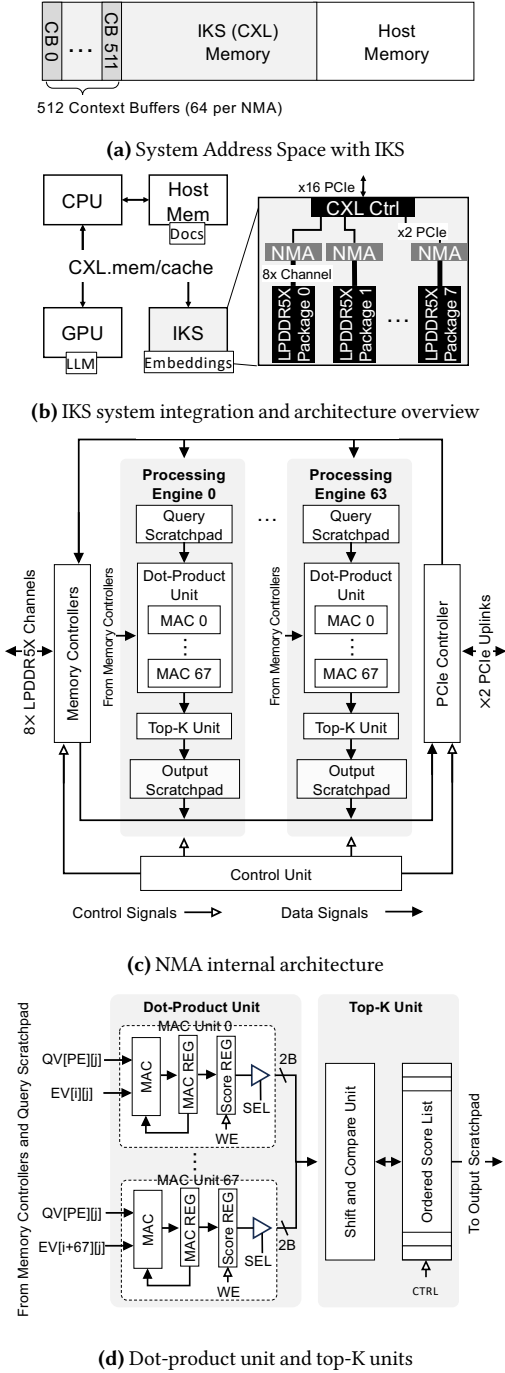 CB 0
...
CB 511
IKS (CXL)
Memory
Host
Memory
512 Context Buffers (64 per NMA)
(a) System Address Space with IKS
CPU
Host
Mem
Docs
CXL.mem/cache
GPU
LLM
IKS
Embeddings
x16 PCIe
CXL Ctrl
x2 PCIe
NMA
NMA
NMA
8x Channel
LPDDR5X
Package 0
LPDDR5X
Package 1
...
LPDDR5X
Package 7
(b) IKS system integration and architecture overview
Processing
Engine 0
Query
Scratchpad
Dot-Product
Unit
MAC 0
...
MAC 67
Top-K Unit
Output
Scratchpad
...
Processing
Engine 63
Query
Scratchpad
Dot-Product
Unit
MAC 0
...
MAC 67
Top-K Unit
Output
Scratchpad
8X LPDDR5X Channels
Memory Controllers
From Memory Controllers
From Memory Controllers
PCIe Controller
X2 PCIe Uplinks
Control Unit
Control Signals
Data Signals
(c) NMA internal architecture
From Memory Controllers and Query Scratchpad
Dot-Product Unit
MAC Unit 0
QV[PE][j]
EV[i][j]
MAC
MAC REG
Score REG
WE
SEL
2B
...
MAC Unit 67
QV[PE][j]
EV[i+67][j]
MAC
MAC REG
Score REG
WE
SEL
2B
Top-K Unit
Shift and Compare Unit
Ordered Score List
CTRL
To Output Scratchpad
(d) Dot-product unit and top-K units